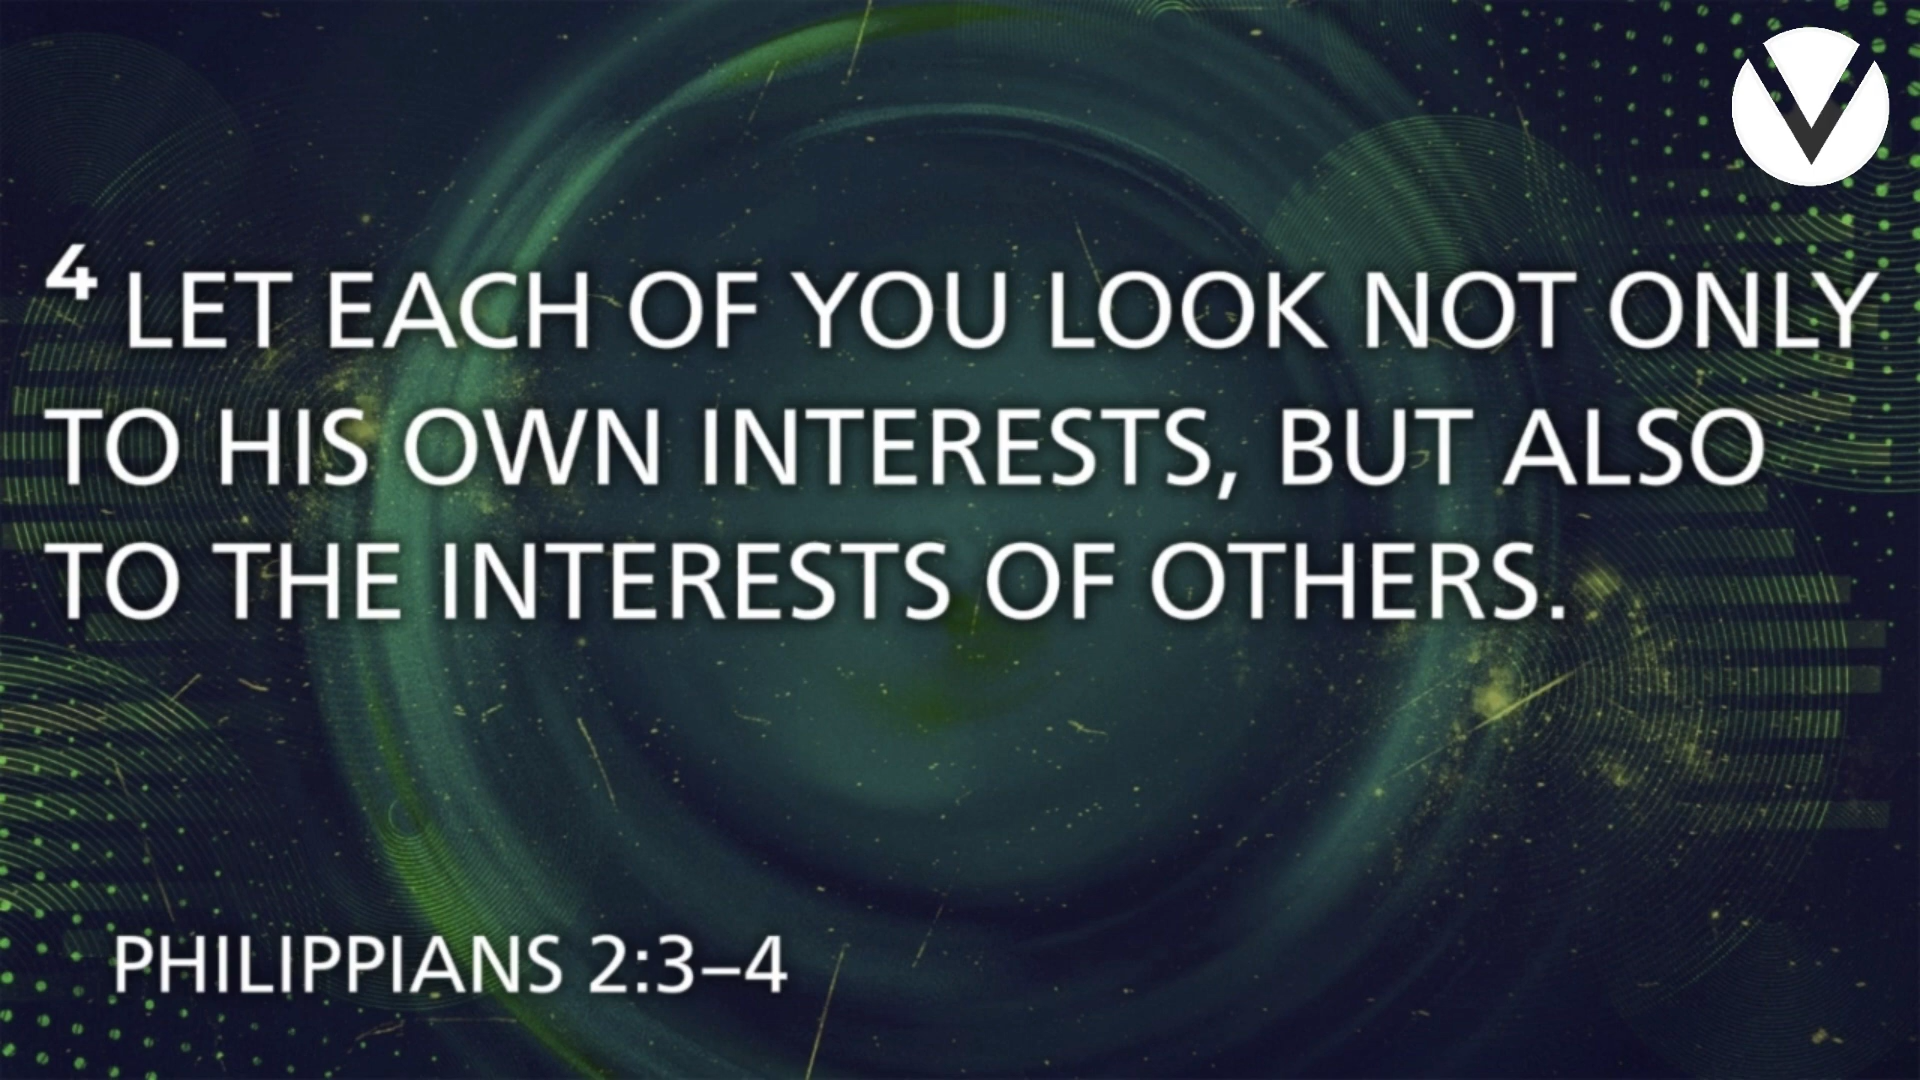 4 LET EACH OF YOU LOOK NOT ONLY
TO HIS OWN INTERESTS, BUT ALSO
TO THE INTERESTS OF OTHERS.
PHILIPPIANS 2:3–4